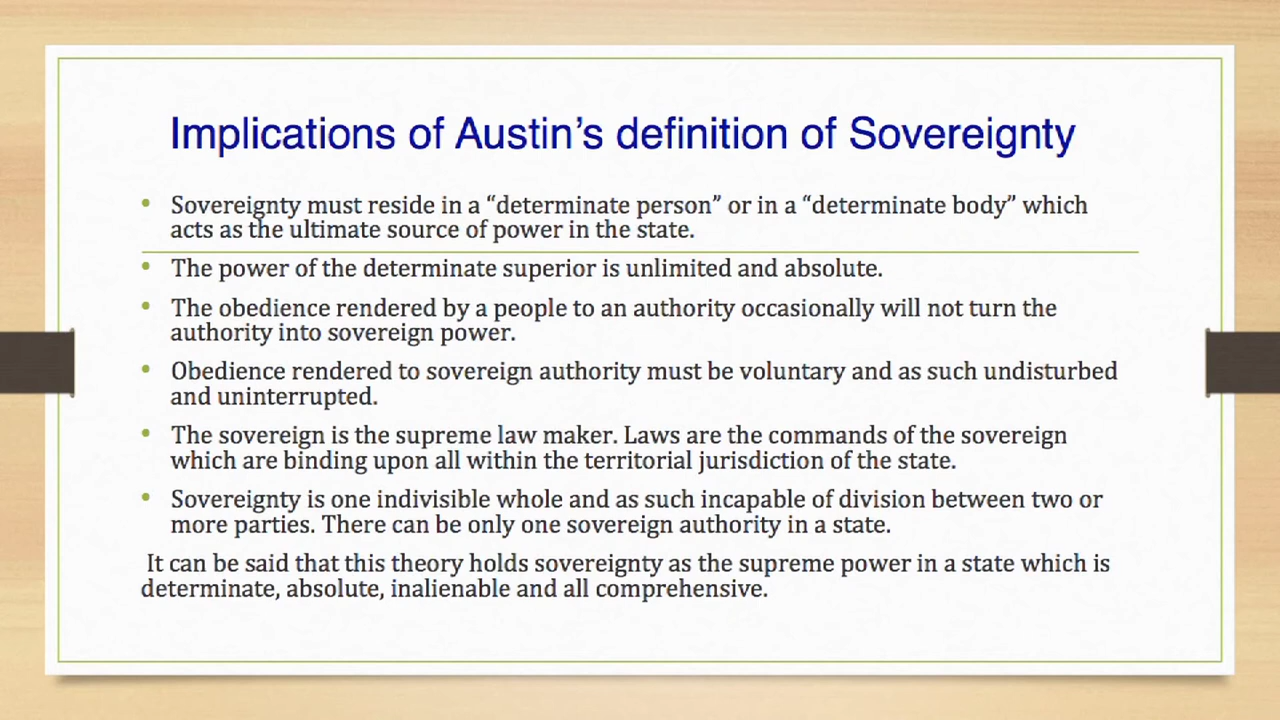 Implications of Austin’s definition of Sovereignty
• Sovereignty must reside in a “determinate person” or in a “determinate body” which
acts as the ultimate source of power in the state.
• The power of the determinate superior is unlimited and absolute.
• The obedience rendered by a people to an authority occasionally will not turn the
authority into sovereign power.
• Obedience rendered to sovereign authority must be voluntary and as such undisturbed
and uninterrupted.
• The sovereign is the supreme law maker. Laws are the commands of the sovereign
which are binding upon all within the territorial jurisdiction of the state.
• Sovereignty is one indivisible whole and as such incapable of division between two or
more parties. There can be only one sovereign authority in a state.
It can be said that this theory holds sovereignty as the supreme power in a state which is
determinate, absolute, inalienable and all comprehensive.